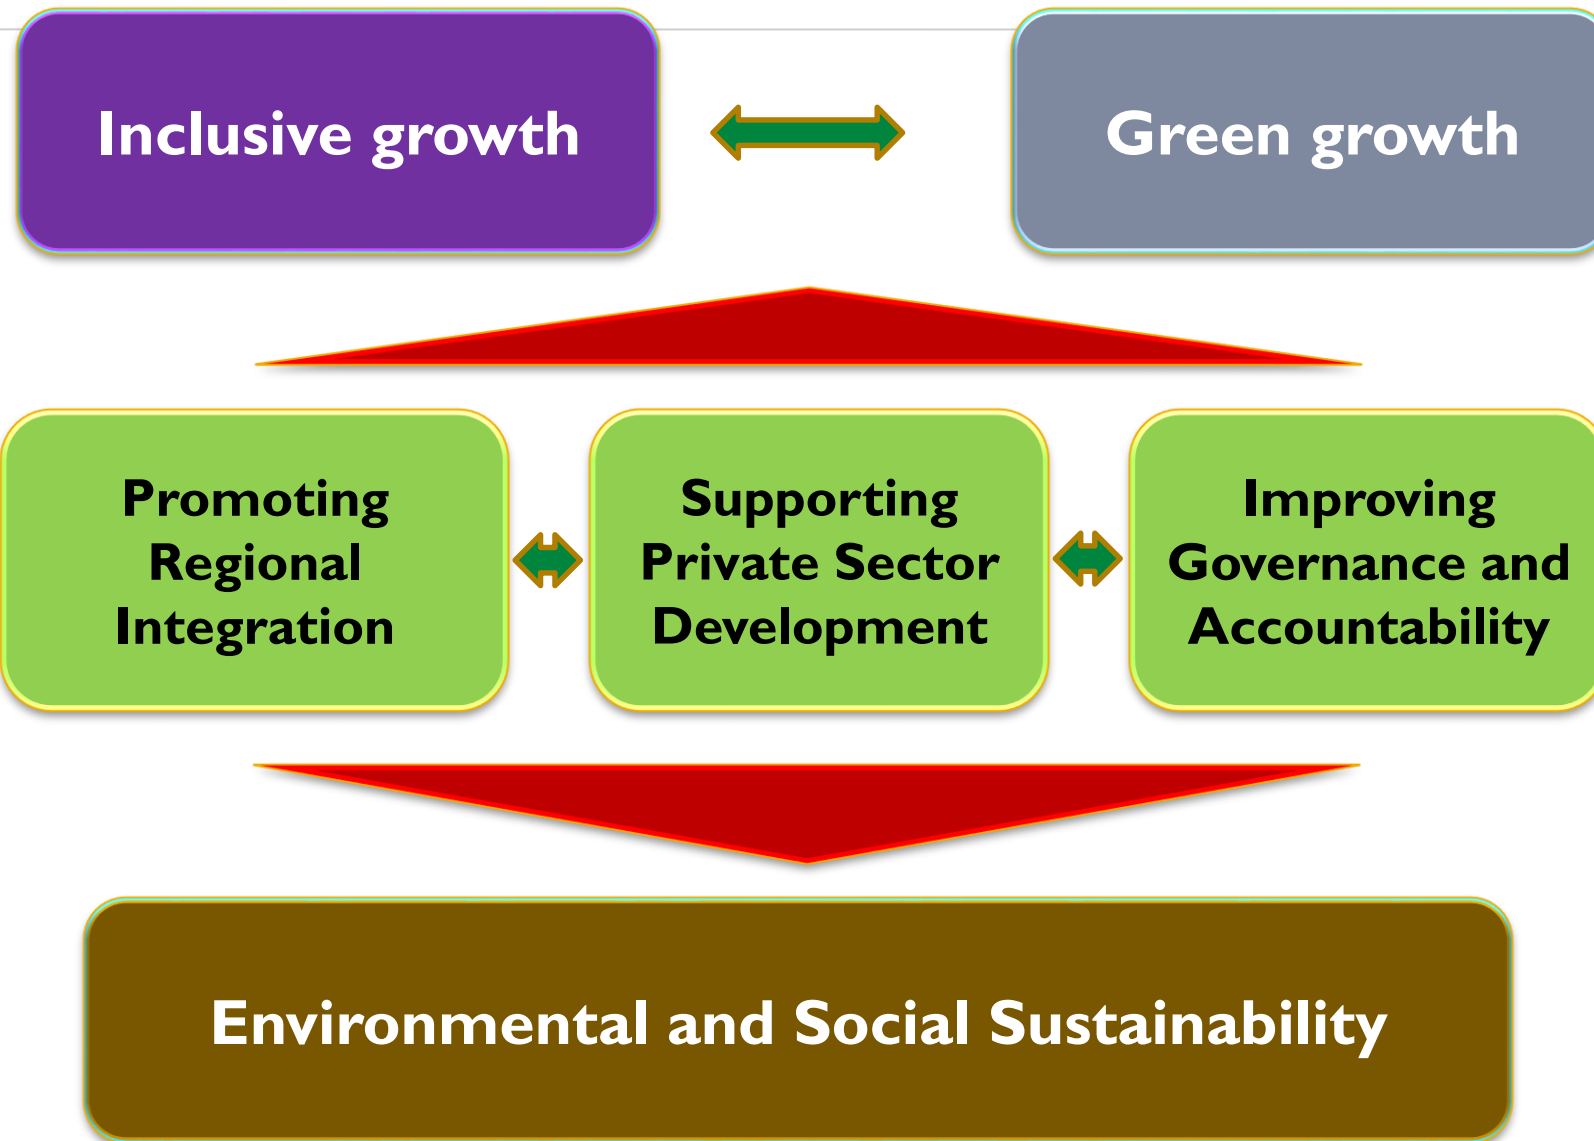 Inclusive growth
Green growth
Promoting
Regional
Integration
Supporting
Private Sector
Development
Improving
Governance and
Accountability
Environmental and Social Sustainability